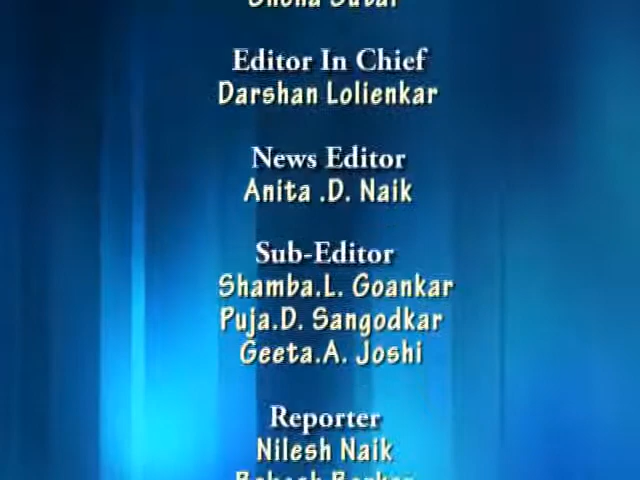 Editor In Chief
Darshan Lolienkar
News Editor
Anita .D. Naik
Sub-Editor
Shamba.L. Goankar
Puja.D. Sangodkar
Geeta.A. Joshi
Reporter
Nilesh Naik